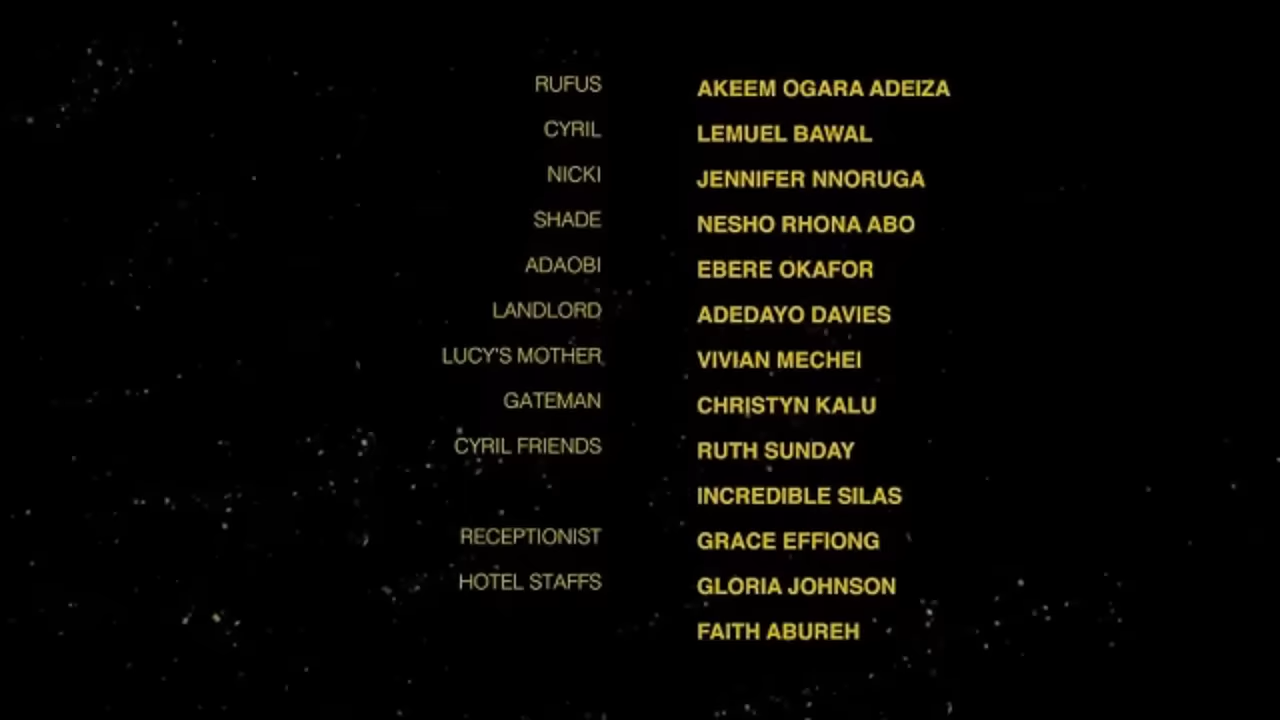 RUFUS AKEEM OGARA ADEIZA
CYRIL LEMUEL BAWAL
NICKI JENNIFER NNORUGA
SHADE NESHO RHONA ABO
ADAOBI EBERE OKAFOR
LANDLORD ADEDAYO DAVIES
LUCY'S MOTHER VIVIAN MECHEI
GATEMAN CHRISTYN KALU
CYRIL FRIENDS RUTH SUNDAY
INCREDIBLE SILAS
RECEPTIONIST GRACE EFFIONG
HOTEL STAFFS GLORIA JOHNSON
FAITH ABUREH